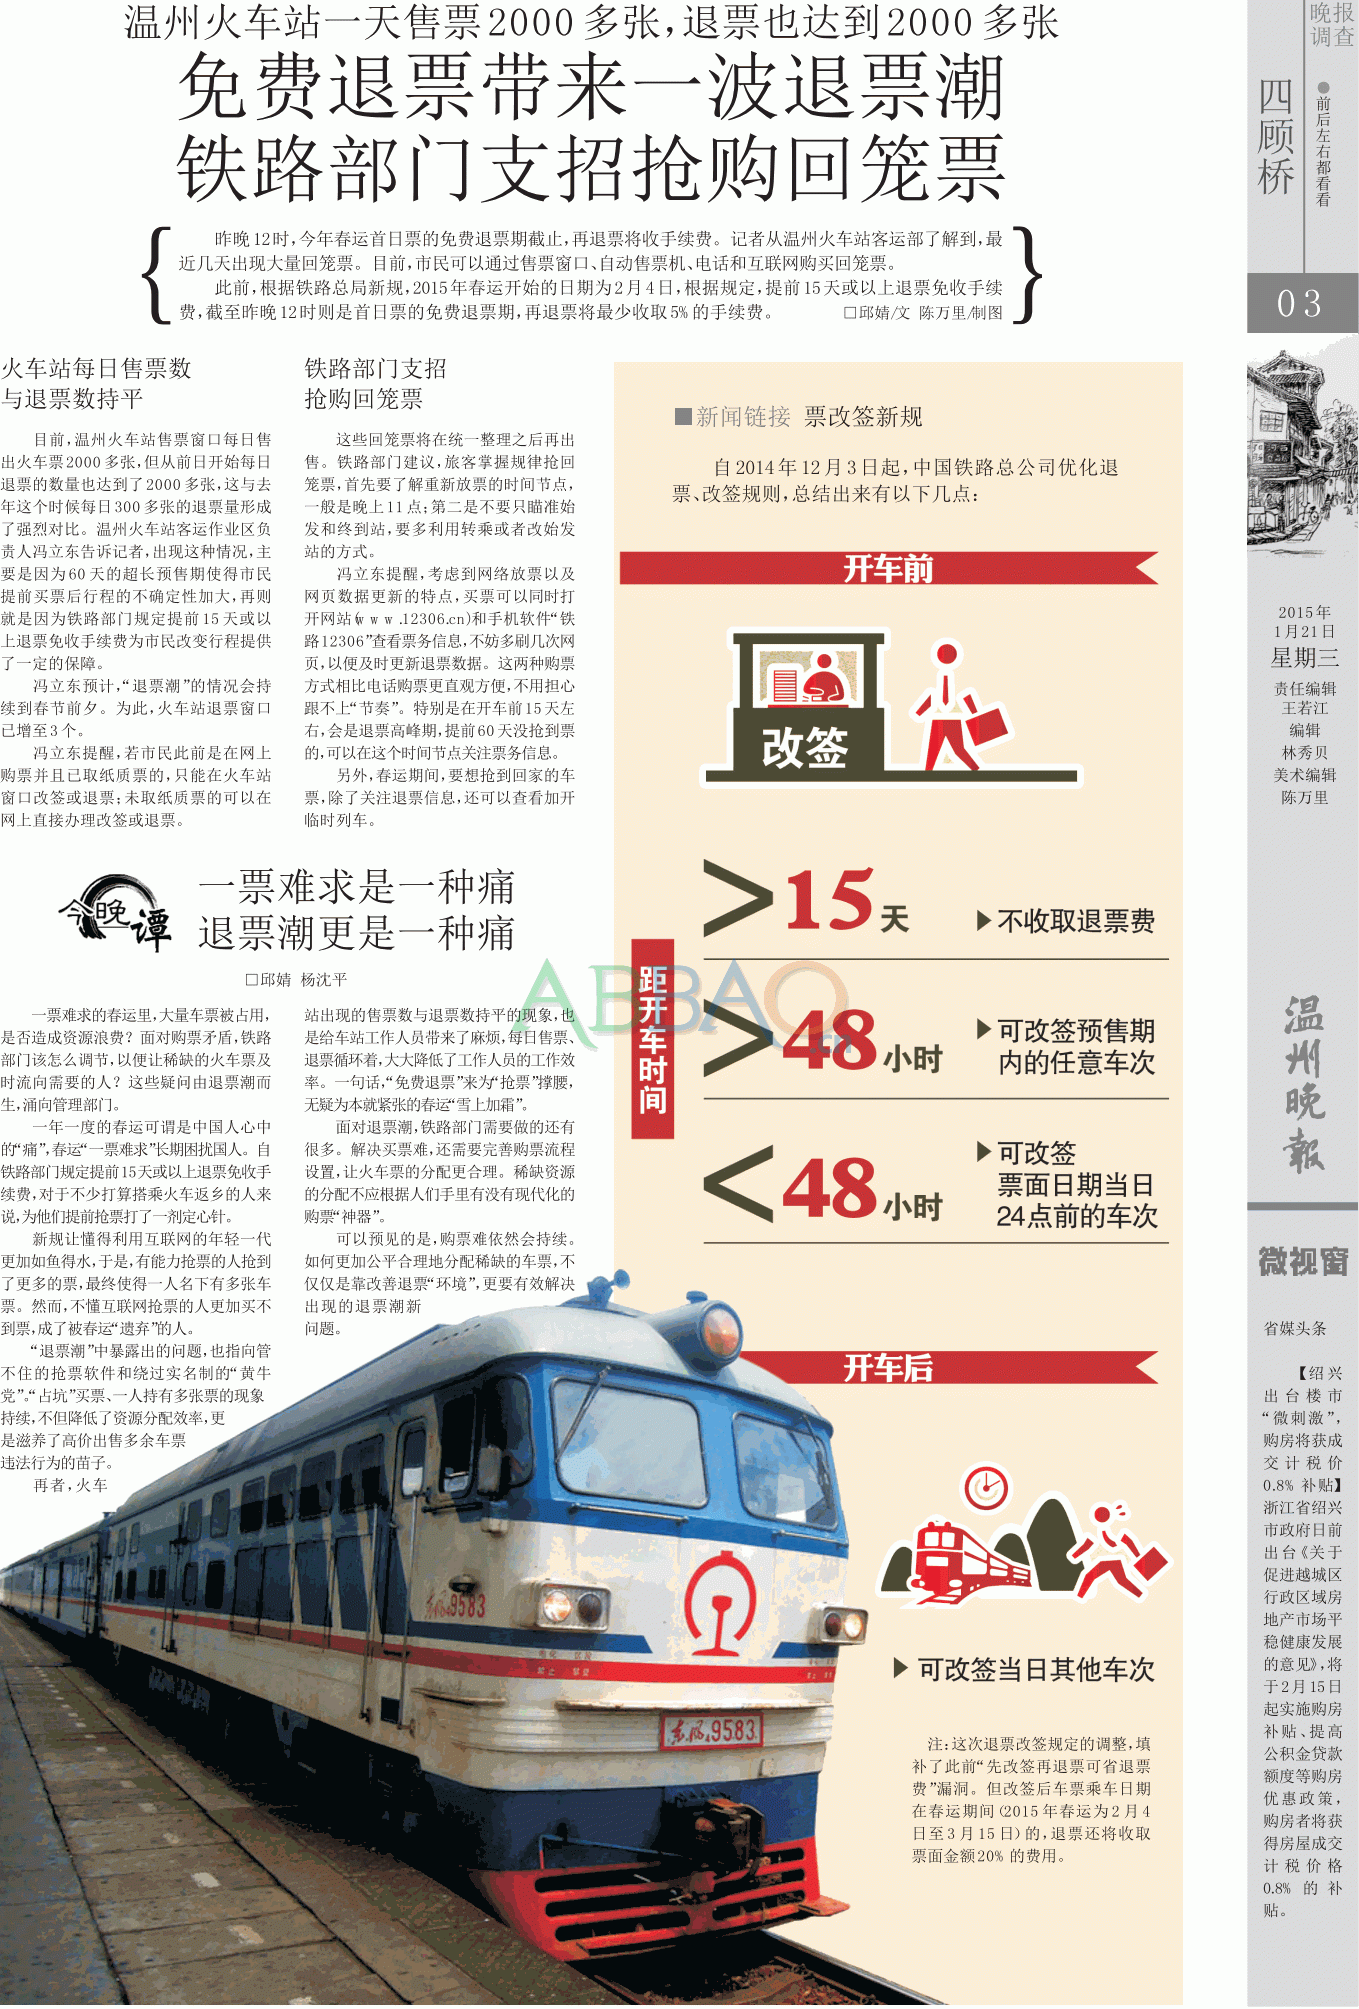 温州火车站一天售票2000多张,退票也达到2000多张
免费退票带来一波退票潮
铁路部门支招抢购回笼票
昨晚12时,今年春运首日票的免费退票期截止,再退票将收手续费。记者从温州火车站客运部了解到,最
近几天出现大量回笼票。目前,市民可以通过售票窗口、自动售票机、电话和互联网购买回笼票。
此前,根据铁路总局新规,2015年春运开始的日期为2月4日,根据规定,提前15天或以上退票免收手续
费,截至昨晚12时则是首日票的免费退票期,再退票将最少收取5%的手续费。 □邱婧/文 陈万里/制图
火车站每日售票数
与退票数持平
目前,温州火车站售票窗口每日售
出火车票2000多张,但从前日开始每日
退票的数量也达到了2000多张,这与去
年这个时候每日300多张的退票量形成
了强烈对比。温州火车站客运作业区负
责人冯立东告诉记者,出现这种情况,主
要是因为60天的超长预售期使得市民
提前买票后行程的不确定性加大,再则
就是因为铁路部门规定提前15天或以
上退票免收手续费为市民改变行程提供
了一定的保障。
冯立东预计,“退票潮”的情况会持
续到春节前夕。为此,火车站退票窗口
已增至3个。
冯立东提醒,若市民此前是在网上
购票并且已取纸质票的,只能在火车站
窗口改签或退票;未取纸质票的可以在
网上直接办理改签或退票。
铁路部门支招
抢购回笼票
这些回笼票将在统一整理之后再出
售。铁路部门建议,旅客掌握规律抢回
笼票,首先要了解重新放票的时间节点,
一般是晚上11点;第二是不要只瞄准始
发和终到站,要多利用转乘或者改始发
站的方式。
冯立东提醒,考虑到网络放票以及
网页数据更新的特点,买票可以同时打
开网站(www.12306.cn)和手机软件“铁
路12306”查看票务信息,不妨多刷几次网
页,以便及时更新退票数据。这两种购票
方式相比电话购票更直观方便,不用担心
跟不上“节奏”。特别是在开车前15天左
右,会是退票高峰期,提前60天没抢到票
的,可以在这个时间节点关注票务信息。
另外,春运期间,要想抢到回家的车
票,除了关注退票信息,还可以查看加开
临时列车。
今晚谭
一票难求是一种痛
退票潮更是一种痛
□邱婧 杨沈平
一票难求的春运里,大量车票被占用,
是否造成资源浪费？面对购票矛盾,铁路
部门该怎么调节,以便让稀缺的火车票及
时流向需要的人？这些疑问由退票潮而
生,涌向管理部门。
一年一度的春运可谓是中国人心中
的“痛”,春运“一票难求”长期困扰国人。自
铁路部门规定提前15天或以上退票免收手
续费,对于不少打算搭乘火车返乡的人来
说,为他们提前抢票打了一剂定心针。
新规让懂得利用互联网的年轻一代
更加如鱼得水,于是,有能力抢票的人抢到
了更多的票,最终使得一人名下有多张车
票。然而,不懂互联网抢票的人更加买不
到票,成了被春运“遗弃”的人。
“退票潮”中暴露出的问题,也指向管
不住的抢票软件和绕过实名制的“黄牛
党”。“占坑”买票、一人持有多张票的现象
持续,不但降低了资源分配效率,更
是滋养了高价出售多余车票
违法行为的苗子。
再者,火车
站出现的售票数与退票数持平的现象,也
是给车站工作人员带来了麻烦,每日售票、
退票循环着,大大降低了工作人员的工作效
率。一句话,“免费退票”来为“抢票”撑腰,
无疑为本就紧张的春运“雪上加霜”。
面对退票潮,铁路部门需要做的还有
很多。解决买票难,还需要完善购票流程
设置,让火车票的分配更合理。稀缺资源
的分配不应根据人们手里有没有现代化的
购票“神器”。
可以预见的是,购票难依然会持续。
如何更加公平合理地分配稀缺的车票,不
仅仅是靠改善退票“环境”,更要有效解决
出现的退票潮新
问题。
■新闻链接 票改签新规
自2014年12月3日起,中国铁路总公司优化退
票、改签规则,总结出来有以下几点:
开车前
改签
距开车时间
>15天 ▶不收取退票费
>48小时 ▶可改签预售期
内的任意车次
<48小时 ▶可改签
票面日期当日
24点前的车次
ABBAO.cn
开车后
▶可改签当日其他车次
注:这次退票改签规定的调整,填
补了此前“先改签再退票可省退票
费”漏洞。但改签后车票乘车日期
在春运期间(2015年春运为2月4
日至3月15日)的,退票还将收取
票面金额20%的费用。
东风49583
东风49583
晚报
调查
四顾桥
●前后左右都看看
03
2015年
1月21日
星期三
责任编辑
王若江
编辑
林秀贝
美术编辑
陈万里
温州晚报
微视窗
省媒头条
【绍兴
出台楼市
“微刺激”,
购房将获成
交计税价
0.8%补贴】
浙江省绍兴
市政府日前
出台《关于
促进越城区
行政区域房
地产市场平
稳健康发展
的意见》,将
于2月15日
起实施购房
补贴、提高
公积金贷款
额度等购房
优惠政策,
购房者将获
得房屋成交
计税价格
0.8%的补
贴。